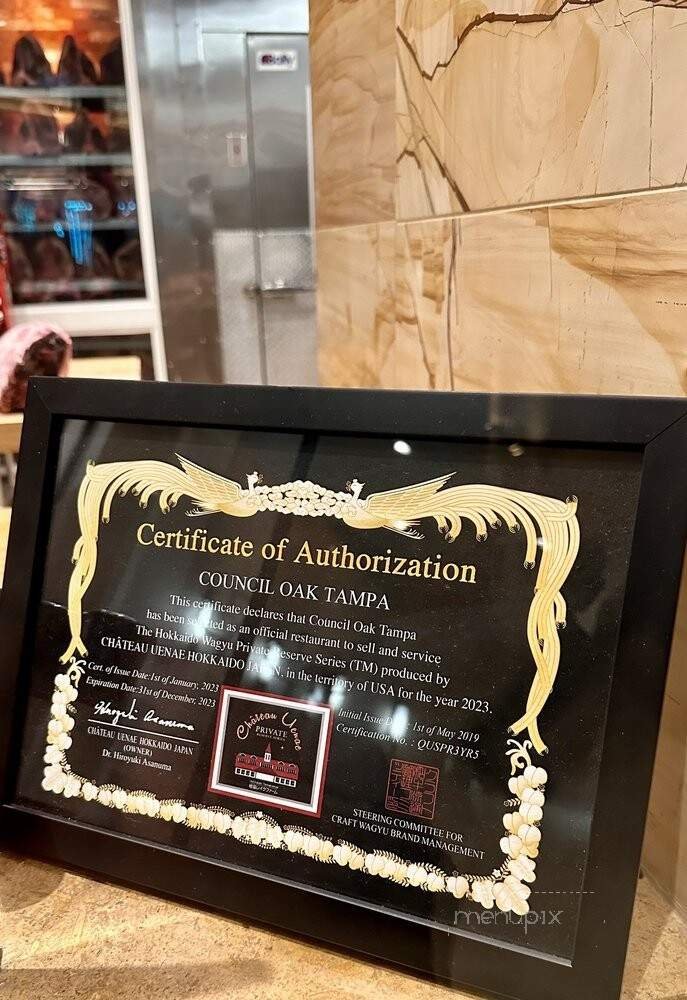 Certificate of Authorization
COUNCIL OAK TAMPA
This certificate declares that Council Oak Tampa
has been selected as an official restaurant to sell and service
The Hokkaido Wagyu Private Reserve Series (TM) produced by
CHÂTEAU UENAE HOKKAIDO JAPAN, in the territory of USA for the year 2023.
Cert. of Issue Date:1st of January, 2023
Expiration Date:31st of December, 2023
CHÂTEAU UENAE HOKKAIDO JAPAN
(OWNER)
Dr. Hiroyuki Asanuma
Château Uenae
PRIVATE
Initial Issue Date: 1st of May 2019
Certification No. : QUSPR3YR5
STEERING COMMITTEE FOR
CRAFT WAGYU BRAND MANAGEMENT
menupix